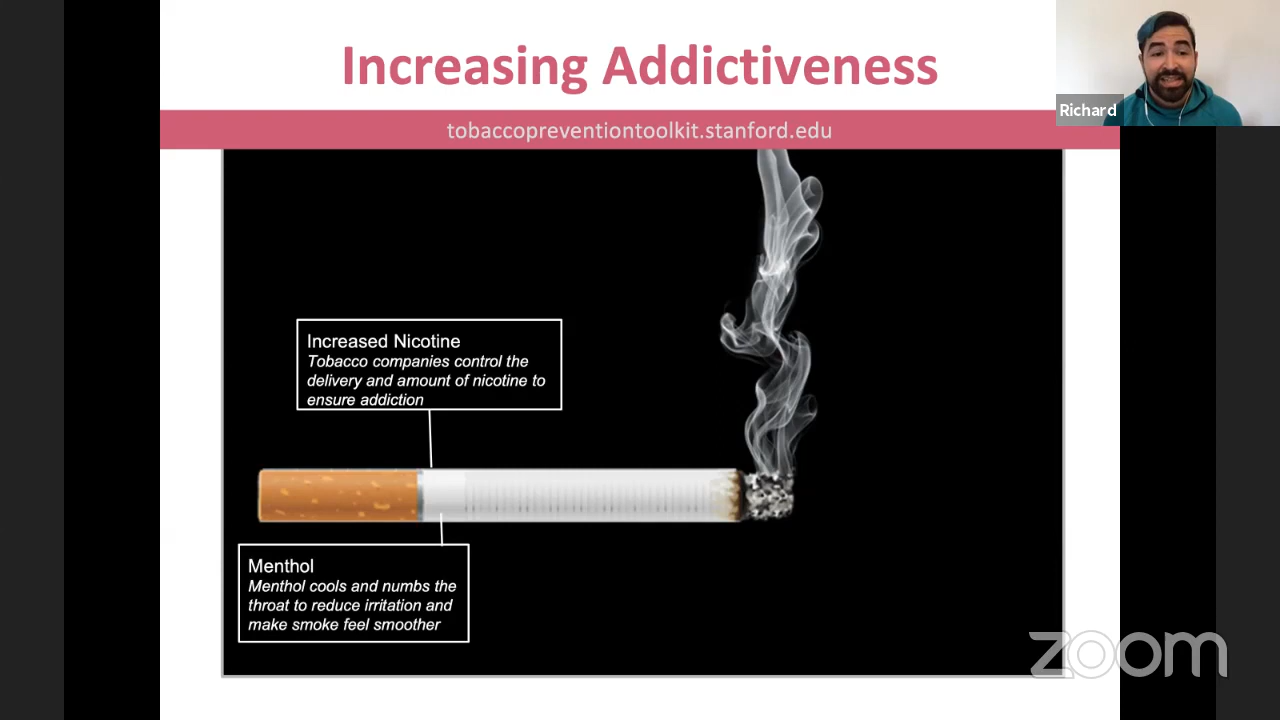 Increasing Addictiveness
tobaccopreventiontoolkit.stanford.edu
Richard
Increased Nicotine
Tobacco companies control the
delivery and amount of nicotine to
ensure addiction
Menthol
Menthol cools and numbs the
throat to reduce irritation and
make smoke feel smoother
zoom